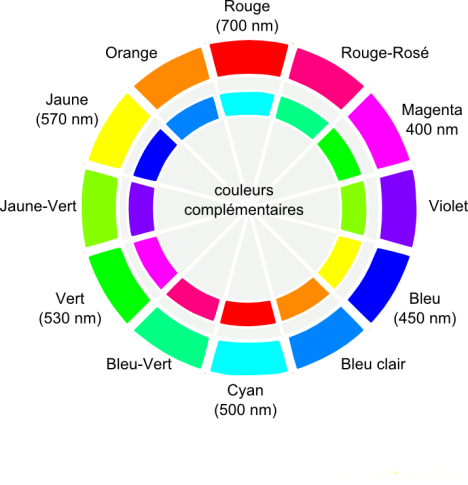 Rouge
(700 nm)
Orange
Rouge-Rosé
Jaune
(570 nm)
Magenta
400 nm
couleurs
complémentaires
Jaune-Vert
Violet
Vert
(530 nm)
Bleu
(450 nm)
Bleu-Vert
Bleu clair
Cyan
(500 nm)